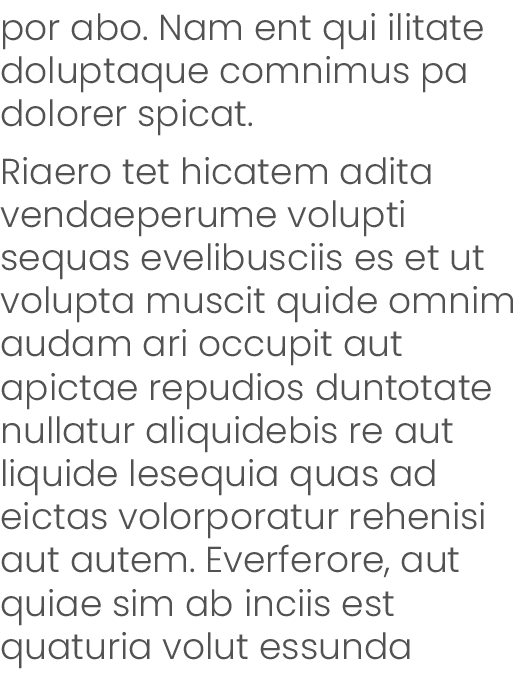 por abo. Nam ent qui ilitate
doluptaque comnimus pa
dolorer spicat.
Riaero tet hicatem adita
vendaeperume volupti
sequas evelibusciis es et ut
volupta muscit quide omnim
audam ari occupit aut
apictae repudios duntotate
nullatur aliquidebis re aut
liquide lesequia quas ad
eictas volorporatur rehenisi
aut autem. Everferore, aut
quiae sim ab inciis est
quaturia volut essunda